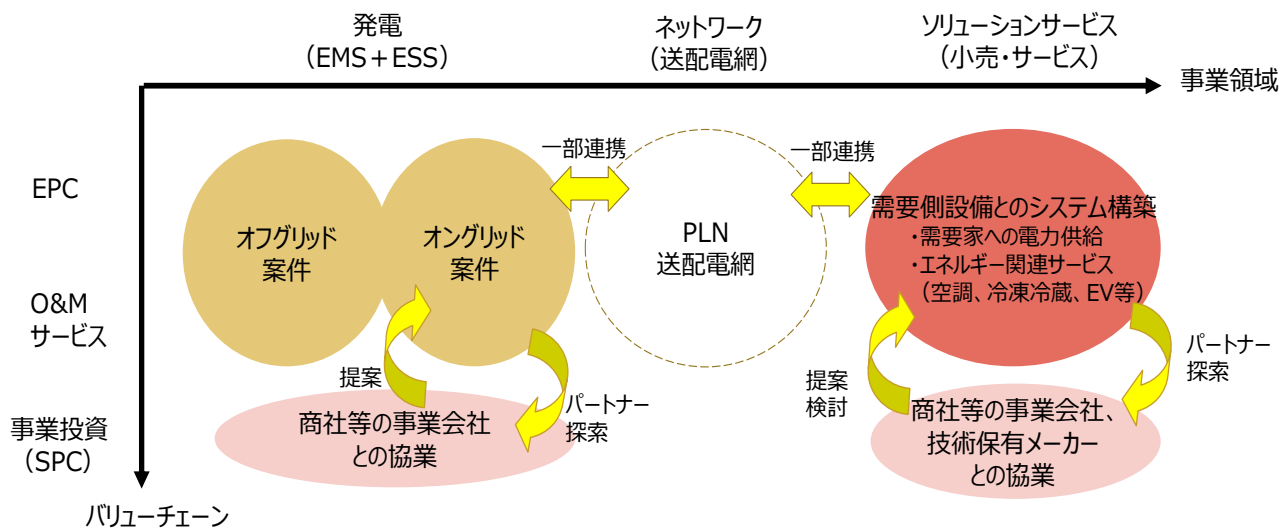 発電
(EMS+ESS)
ネットワーク
(送配電網)
ソリューションサービス
(小売・サービス)
事業領域
EPC
O&M
サービス
事業投資
(SPC)
バリューチェーン
オフグリッド
案件
オングリッド
案件
一部連携
PLN
送配電網
一部連携
需要側設備とのシステム構築
・需要家への電力供給
・エネルギー関連サービス
(空調、冷凍冷蔵、EV等)
提案
パートナー
探索
商社等の事業会社
との協業
提案
検討
パートナー
探索
商社等の事業会社、
技術保有メーカー
との協業